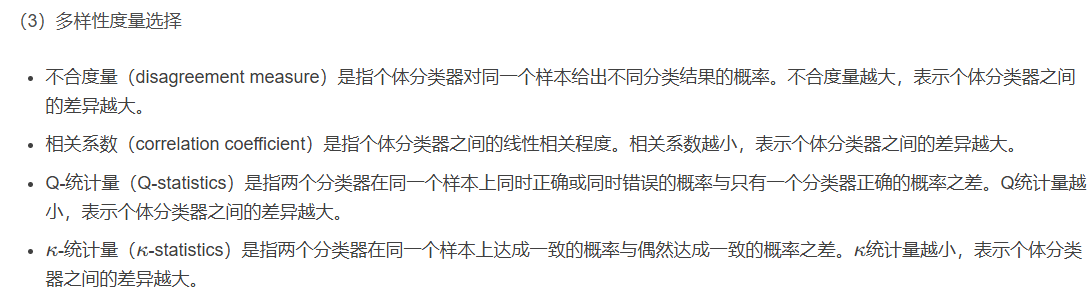 （3）多样性度量选择
• 不合度量（disagreement measure）是指个体分类器对同一个样本给出不同分类结果的概率。不合度量越大，表示个体分类器之间
的差异越大。
• 相关系数（correlation coefficient）是指个体分类器之间的线性相关程度。相关系数越小，表示个体分类器之间的差异越大。
• Q-统计量（Q-statistics）是指两个分类器在同一个样本上同时正确或同时错误的概率与只有一个分类器正确的概率之差。Q统计量越
小，表示个体分类器之间的差异越大。
• κ-统计量（κ-statistics）是指两个分类器在同一个样本上达成一致的概率与偶然达成一致的概率之差。κ统计量越小，表示个体分类
器之间的差异越大。